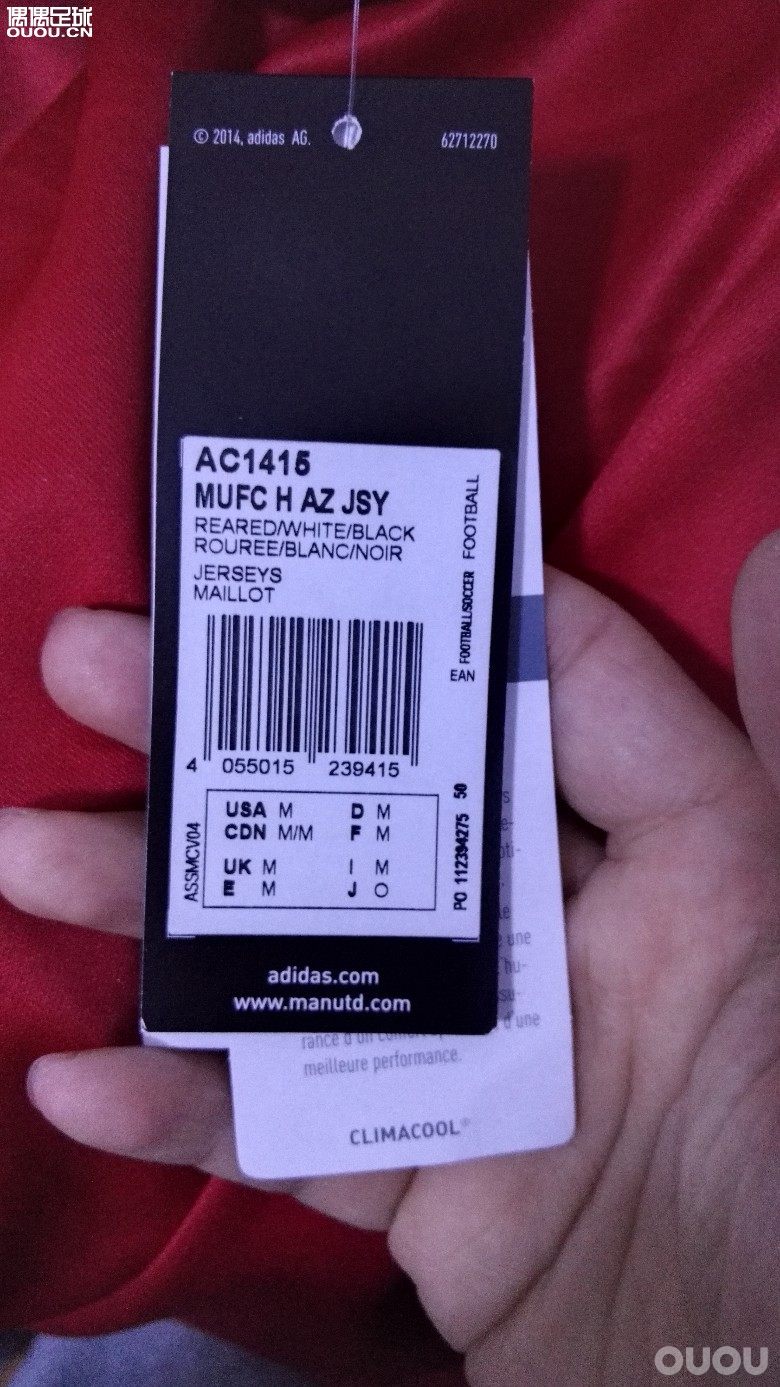 偶偶足球
OUOU.CN
© 2014, adidas AG.
62712270
AC1415
MUFC H AZ JSY
REARED/WHITE/BLACK
ROUREE/BLANC/NOIR
JERSEYS
MAILLOT
FOOTBALL/SOCCER FOOTBALL
EAN
4 055015 239415
ASSMCV04
USA M D M
CDN M/M F M
UK M I M
E M J O
PO 112394275 50
adidas.com
www.manutd.com
une
d'une
meilleure performance.
CLIMACOOL®
OUOU